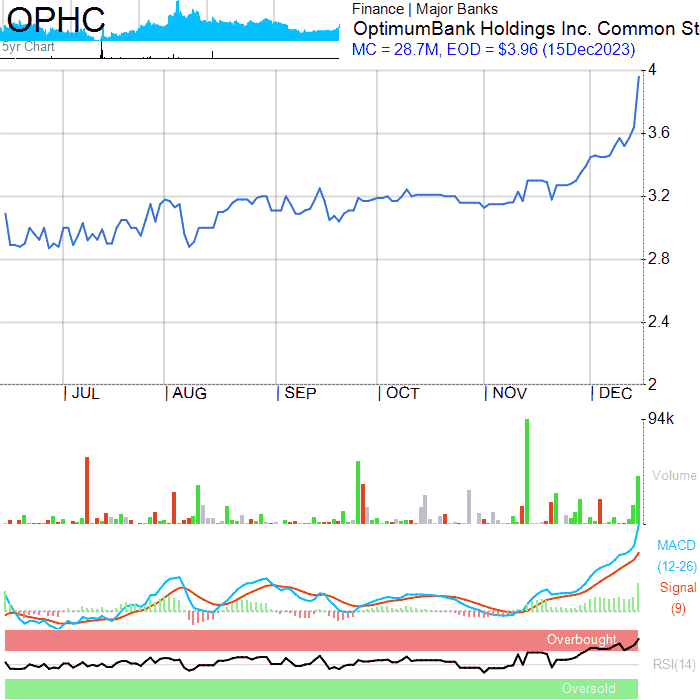 OPHC
5yr Chart
Finance | Major Banks
OptimumBank Holdings Inc. Common St
MC = 28.7M, EOD = $3.96 (15Dec2023)
4
3.6
3.2
2.8
2.4
2
| JUL | AUG | SEP | OCT | NOV | DEC
94k
Volume
MACD
(12-26)
Signal
(9)
Overbought
RSI(14)
Oversold